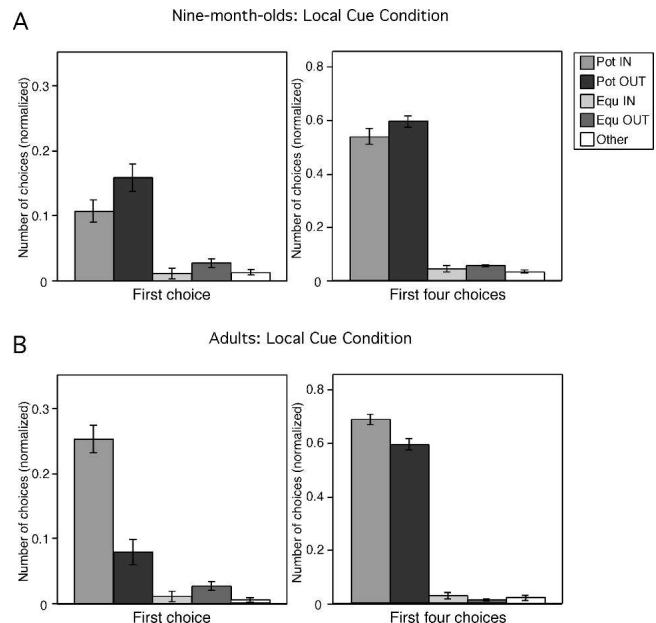 A
Nine-month-olds: Local Cue Condition
Number of choices (normalized)
0.3
0.2
0.1
0
First choice
Number of choices (normalized)
0.8
0.6
0.4
0.2
0
First four choices
Pot IN
Pot OUT
Equ IN
Equ OUT
Other
B
Adults: Local Cue Condition
Number of choices (normalized)
0.3
0.2
0.1
0
First choice
Number of choices (normalized)
0.8
0.6
0.4
0.2
0
First four choices